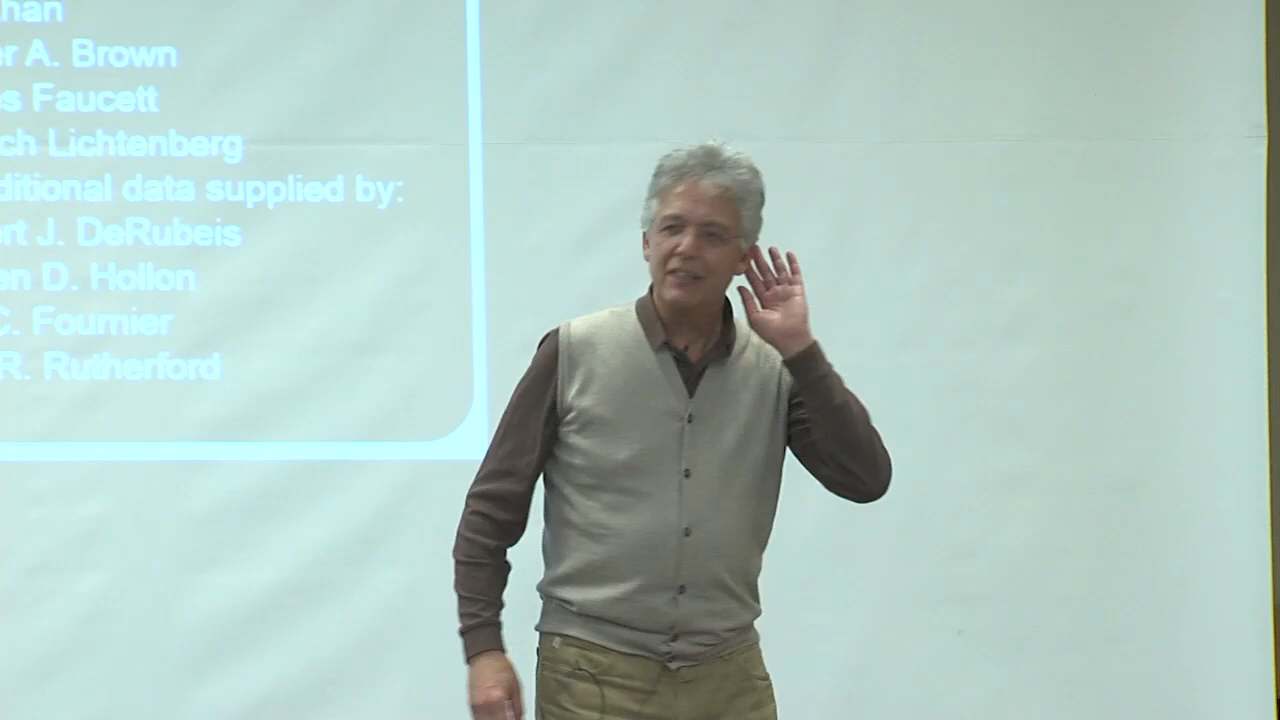 han
er A. Brown
es Faucett
ch Lichtenberg
ditional data supplied by:
ert J. DeRubeis
en D. Hollon
C. Fournier
R. Rutherford